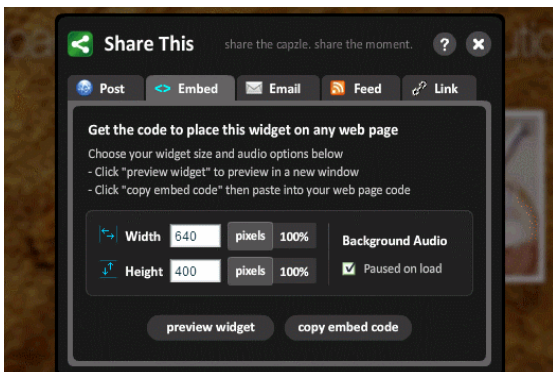 Share This share the capzle. share the moment. ? x
Post <> Embed Email Feed Link
Get the code to place this widget on any web page
Choose your widget size and audio options below
- Click "preview widget" to preview in a new window
- Click "copy embed code" then paste into your web page code
Width 640 pixels 100%
Background Audio
Height 400 pixels 100%
Paused on load
preview widget copy embed code